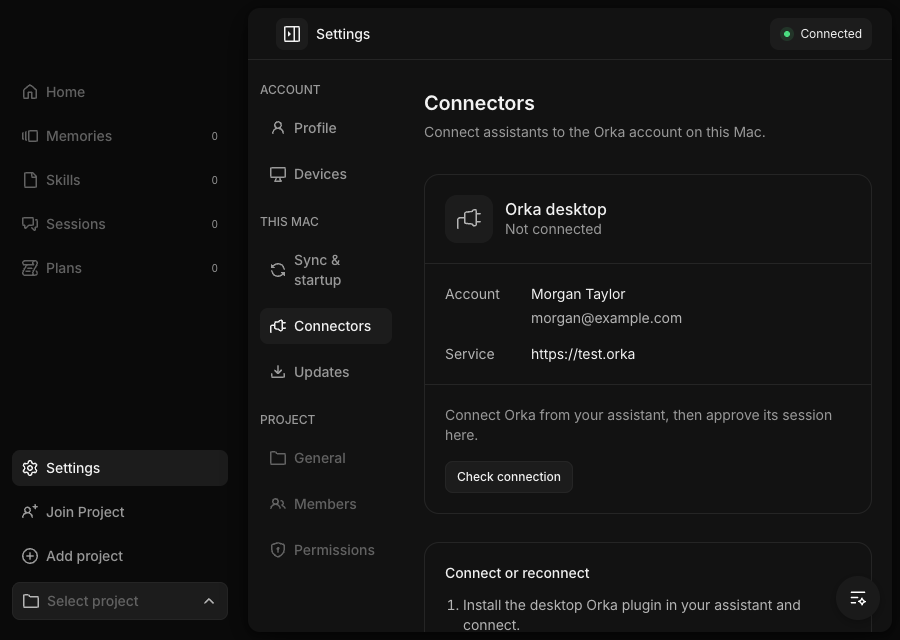 Settings
Connected
Home
Memories 0
Skills 0
Sessions 0
Plans 0
Settings
Join Project
Add project
Select project
ACCOUNT
Profile
Devices
THIS MAC
Sync &
startup
Connectors
Updates
PROJECT
General
Members
Permissions
Connectors
Connect assistants to the Orka account on this Mac.
Orka desktop
Not connected
Account Morgan Taylor
morgan@example.com
Service https://test.orka
Connect Orka from your assistant, then approve its session
here.
Check connection
Connect or reconnect
1. Install the desktop Orka plugin in your assistant and
connect.